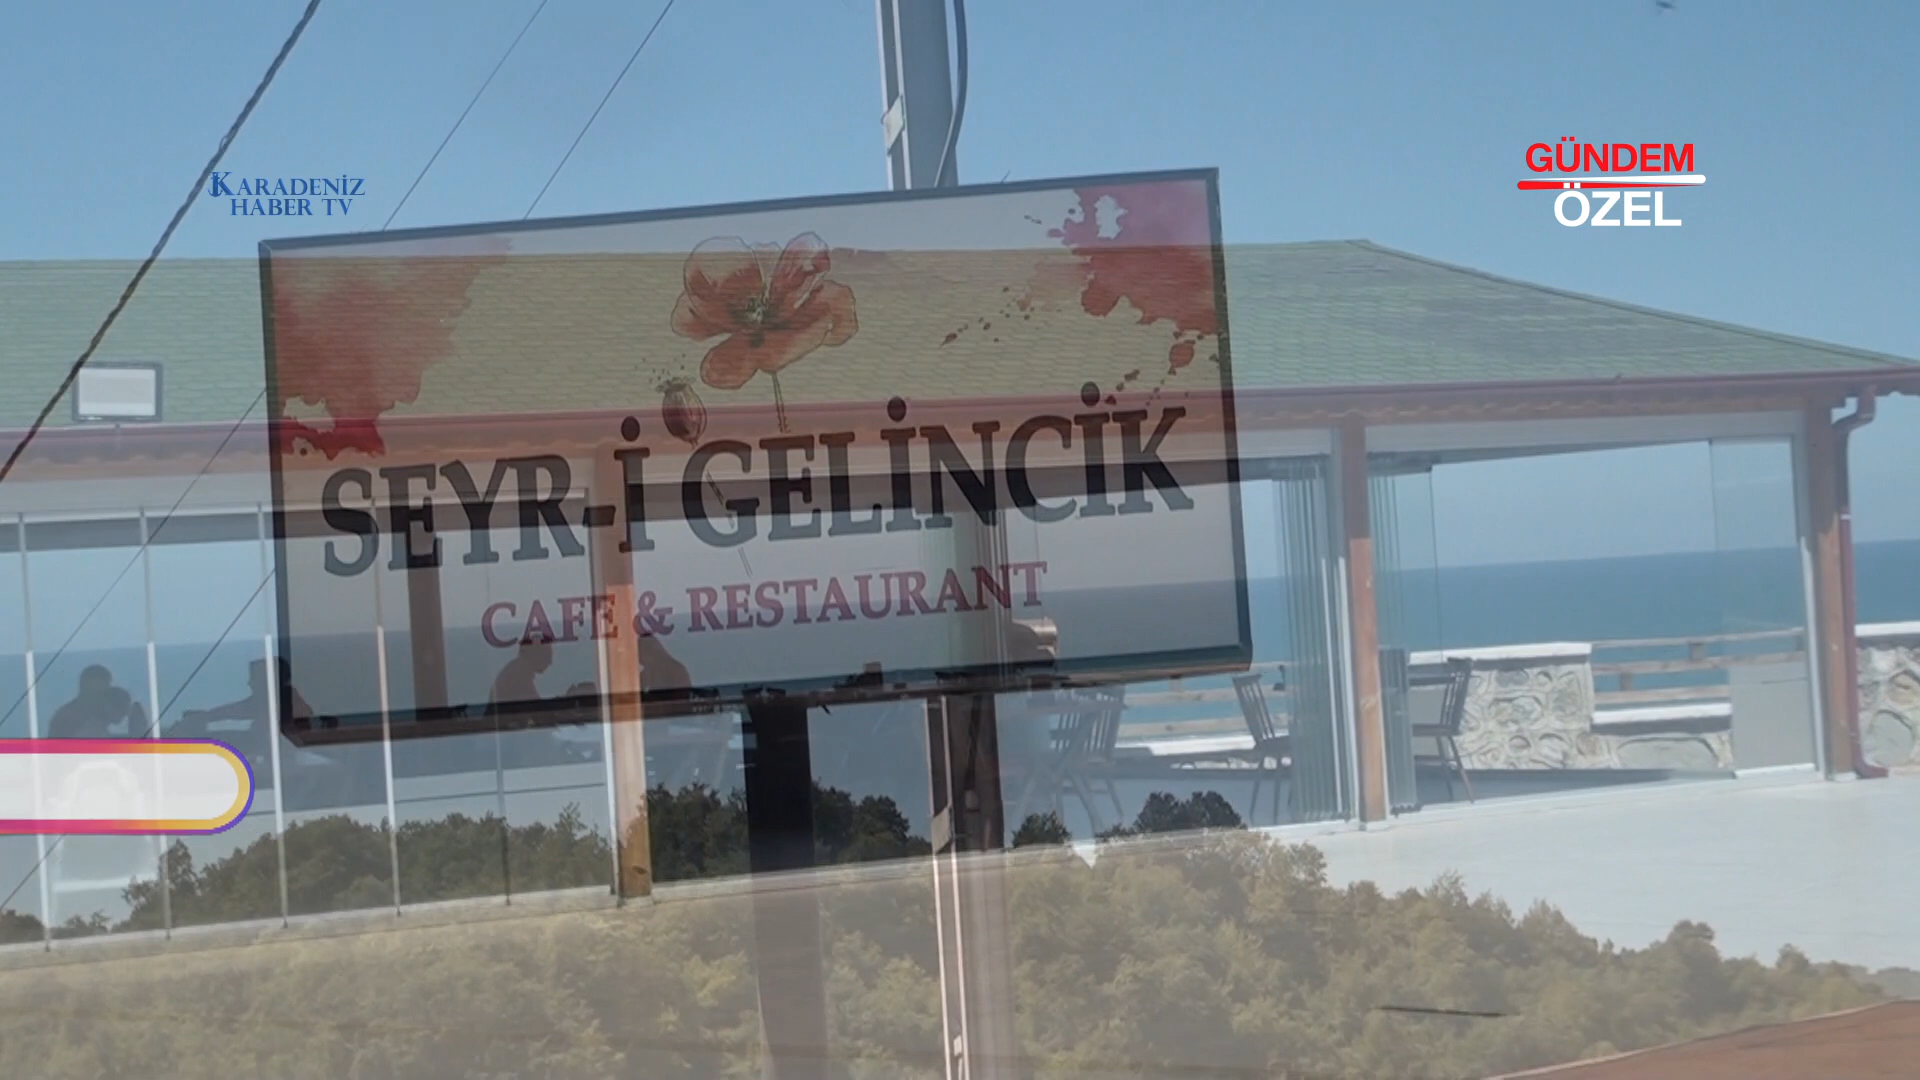 KARADENİZ
HABER TV
GÜNDEM
ÖZEL
SEYR-İ GELİNCİK
CAFE & RESTAURANT